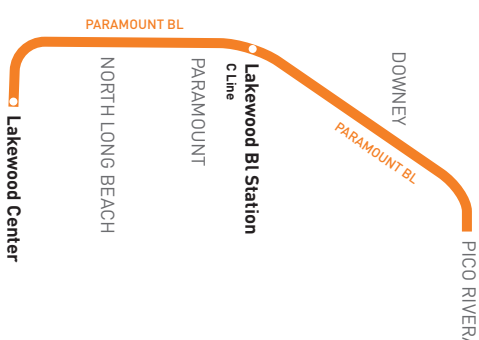 PARAMOUNT BL
DOWNEY
NORTH LONG BEACH
PARAMOUNT
Lakewood Bl Station
C Line
PARAMOUNT BL
Lakewood Center
PICO RIVERA